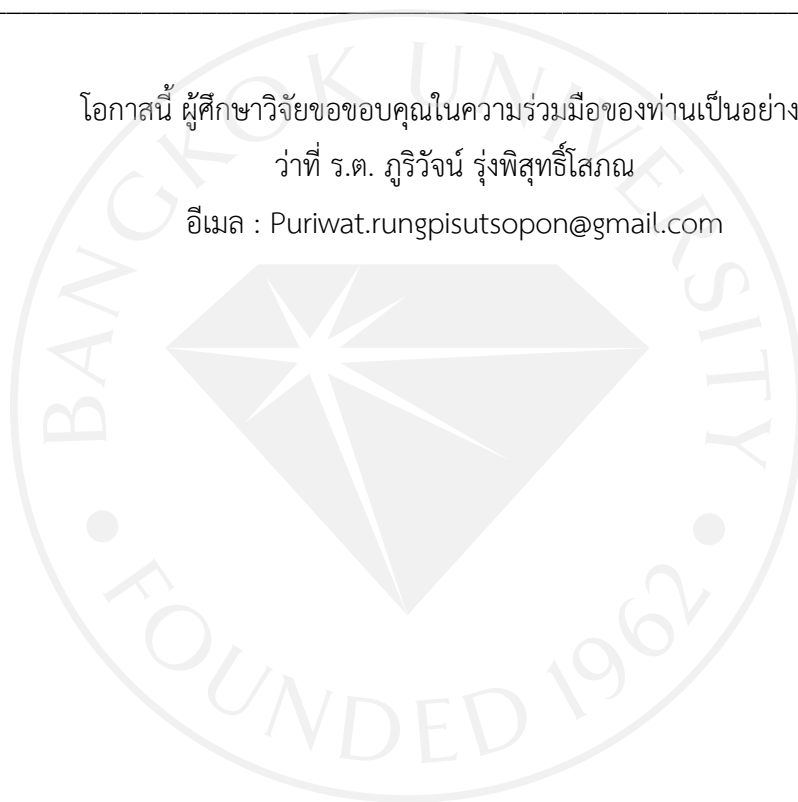 โอกาสนี้ ผู้ศึกษาวิจัยขอขอบคุณในความร่วมมือของท่านเป็นอย่าง
ว่าที่ ร.ต. ภูริวัจน์ รุ่งพิสุทธิ์โสภณ
อีเมล : Puriwat.rungpisutsopon@gmail.com
BANGKOK UNIVERSITY
FOUNDED 1962